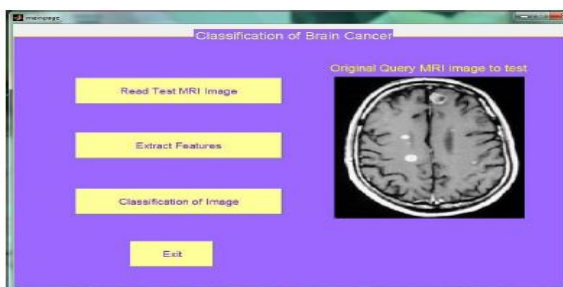 mainpage
Classification of Brain Cancer
Original Query MRI image to test
Read Test MRI Image
Extract Features
Classification of Image
Exit